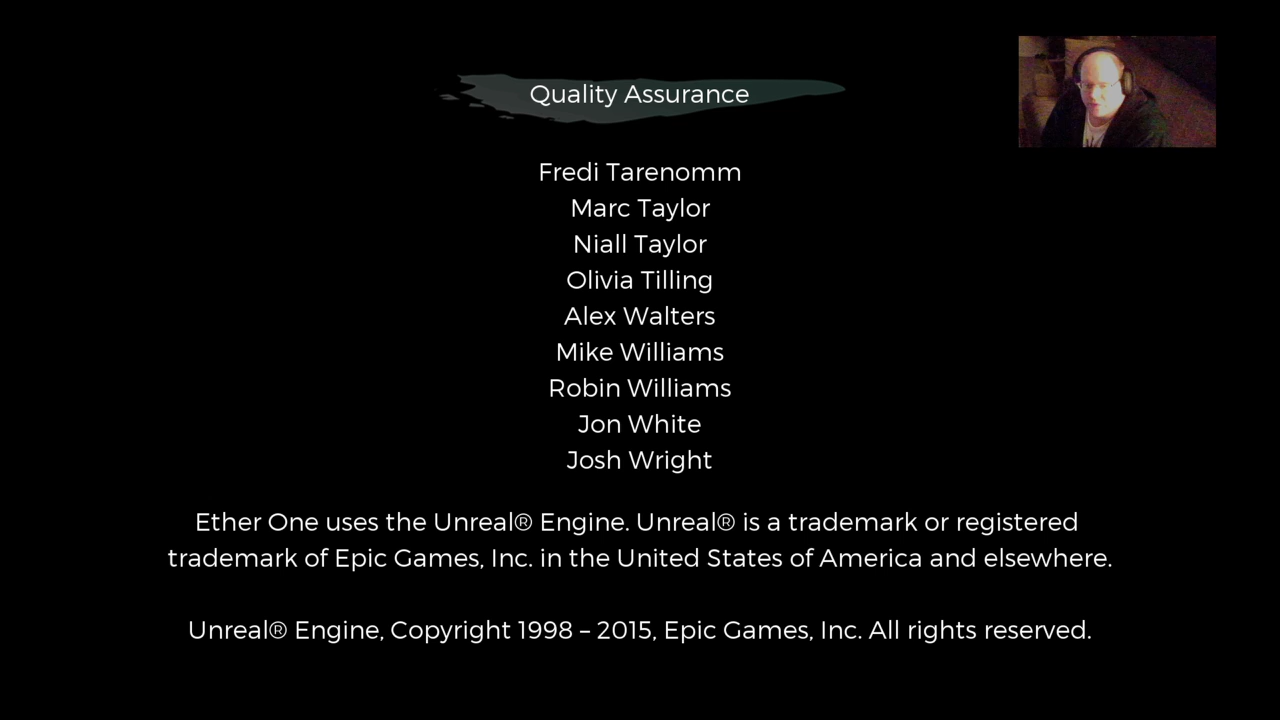 Quality Assurance
Fredi Tarenomm
Marc Taylor
Niall Taylor
Olivia Tilling
Alex Walters
Mike Williams
Robin Williams
Jon White
Josh Wright
Ether One uses the Unreal® Engine. Unreal® is a trademark or registered
trademark of Epic Games, Inc. in the United States of America and elsewhere.
Unreal® Engine, Copyright 1998 – 2015, Epic Games, Inc. All rights reserved.